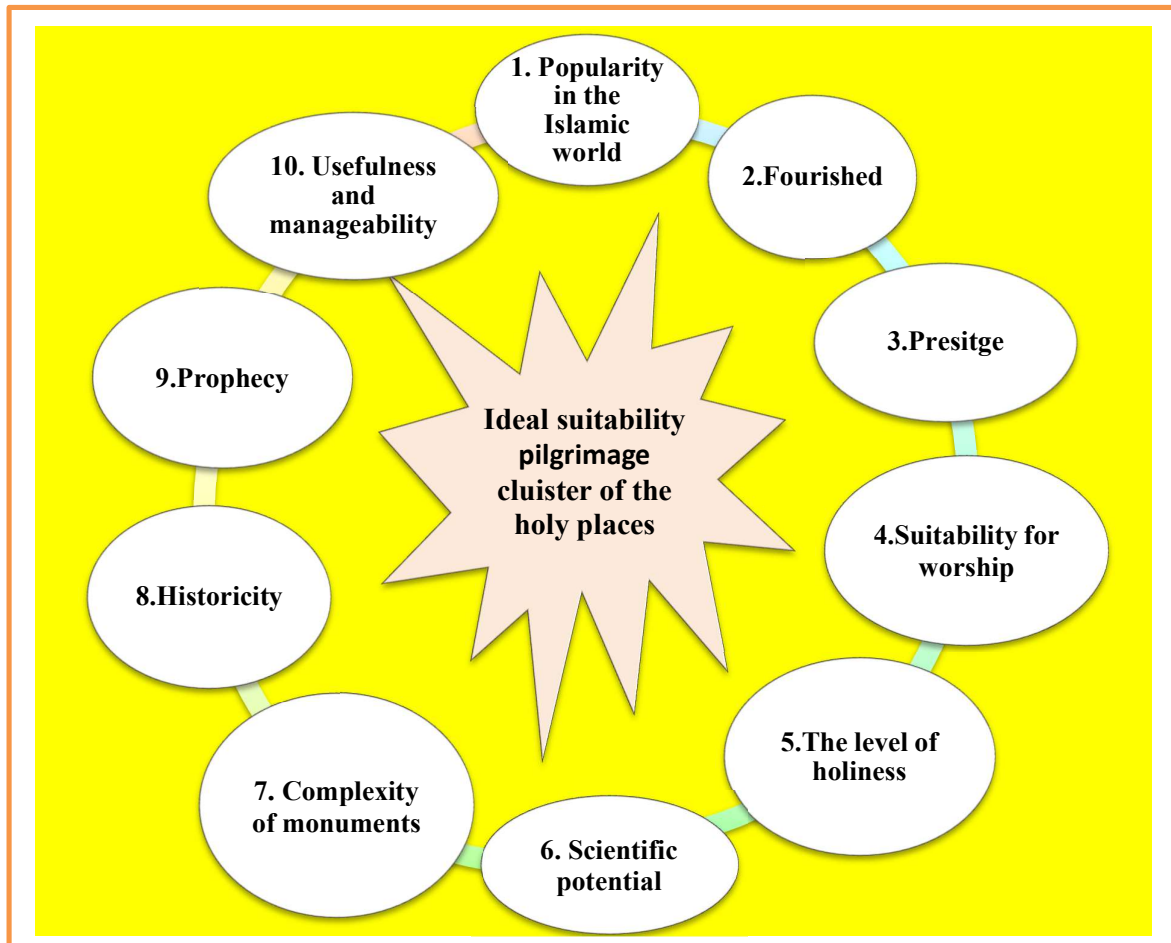 1. Popularity
in the
Islamic
world
2.Fourished
3.Presitge
4.Suitability for
worship
5.The level of
holiness
6. Scientific
potential
7. Complexity
of monuments
8.Historicity
9.Prophecy
10. Usefulness
and
manageability
Ideal suitability
pilgrimage
cluister of the
holy places